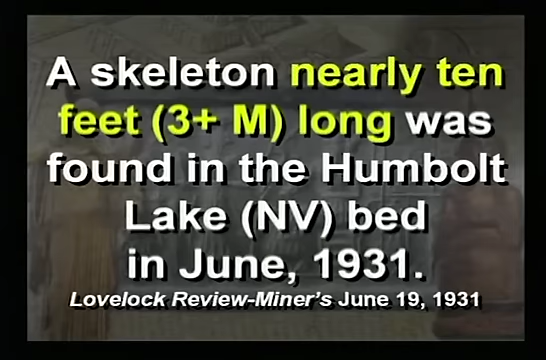 A skeleton nearly ten
feet (3+ M) long was
found in the Humbolt
Lake (NV) bed
in June, 1931.
Lovelock Review-Miner's June 19, 1931